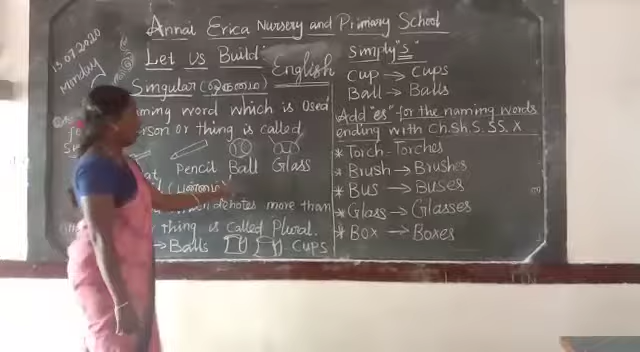 Annai Erica Nursery and Primary School
13.07.2020
Monday
Let us Build
English
Singular (ஒருமை)
naming word which is used
or thing is called
Pencil Ball Glass
(பன்மை)
denotes more than
thing is called Plural.
→ Balls Cups
simply "s"
Cup → Cups
Ball → Balls
Add "es" for the naming words
ending with Ch.Sh.S.SS.X
* Torch - Torches
* Brush → Brushes
* Bus → Buses
* Glass → Glasses
* Box → Boxes